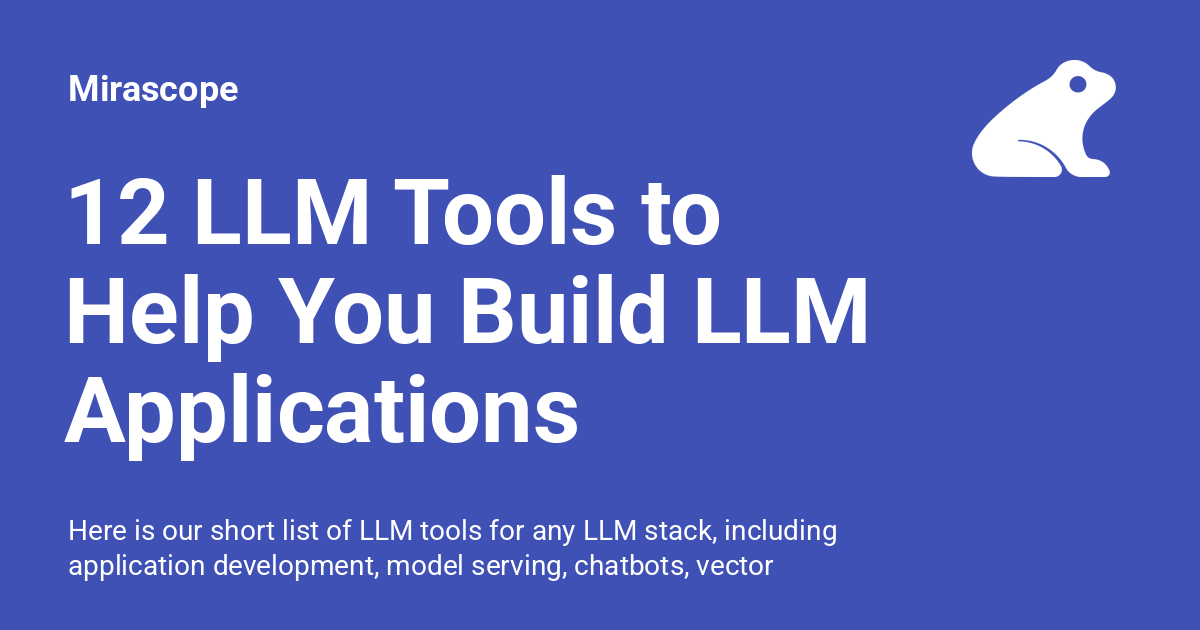 Mirascope
12 LLM Tools to
Help You Build LLM
Applications
Here is our short list of LLM tools for any LLM stack, including
application development, model serving, chatbots, vector